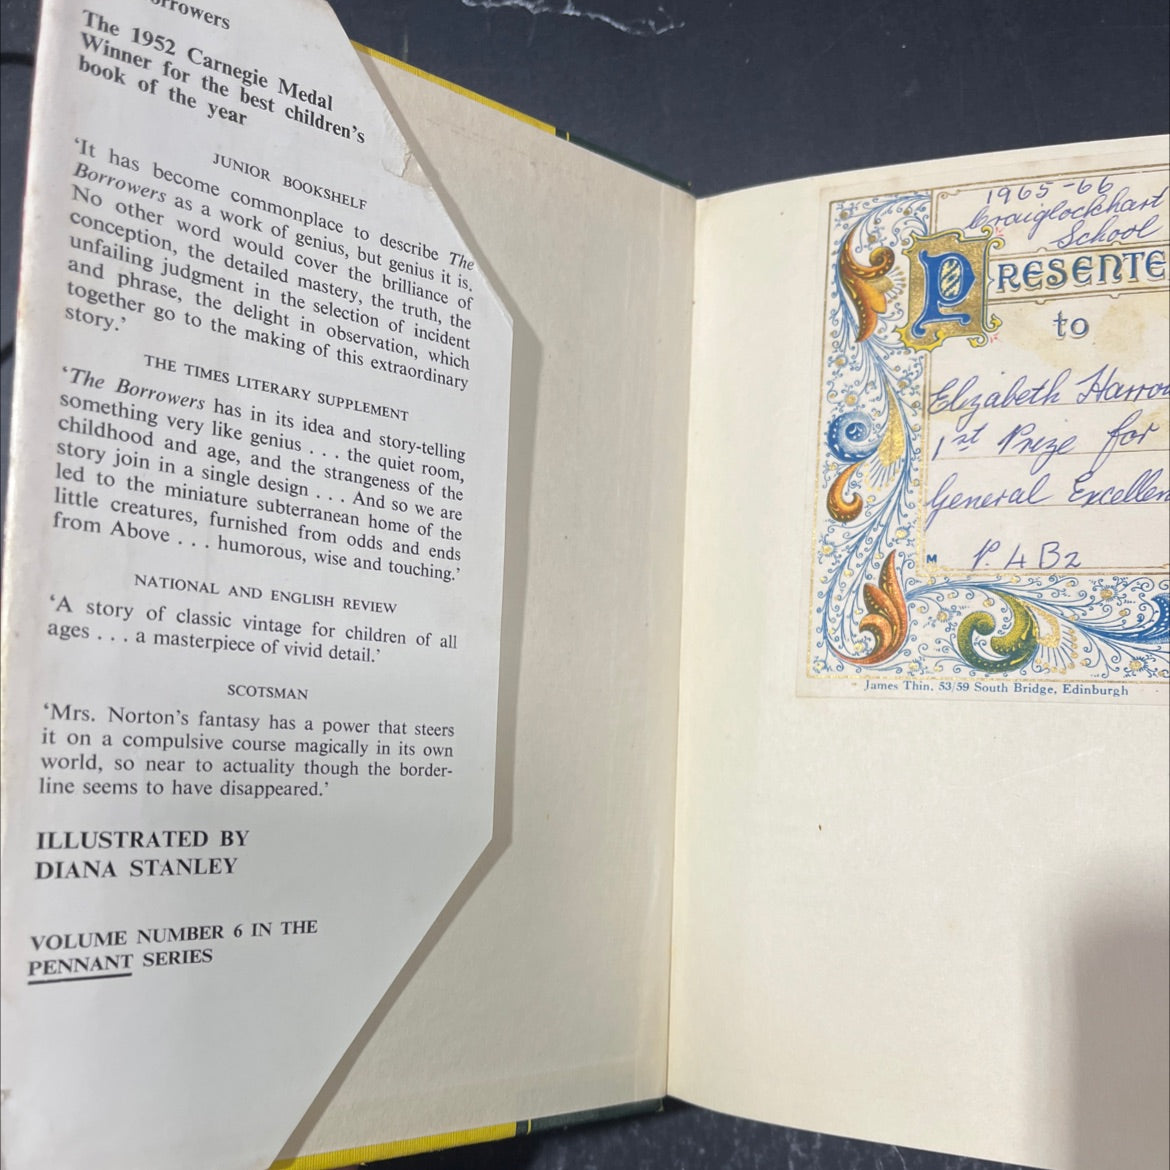 The 1952 Carnegie Medal
Winner for the best children's
book of the year
JUNIOR BOOKSHELF
'It has become commonplace to describe The
Borrowers as a work of genius, but genius it is.
No other word would cover the brilliance of
conception, the detailed mastery, the truth, the
unfailing judgment in the selection of incident
and phrase, the delight in observation, which
together go to the making of this extraordinary
story.'
THE TIMES LITERARY SUPPLEMENT
'The Borrowers has in its idea and story-telling
something very like genius . . . the quiet room,
childhood and age, and the strangeness of the
story join in a single design . . . And so we are
led to the miniature subterranean home of the
little creatures, furnished from odds and ends
from Above . . . humorous, wise and touching.'
NATIONAL AND ENGLISH REVIEW
'A story of classic vintage for children of all
ages . . . a masterpiece of vivid detail.'
SCOTSMAN
'Mrs. Norton's fantasy has a power that steers
it on a compulsive course magically in its own
world, so near to actuality though the border-
line seems to have disappeared.'
ILLUSTRATED BY
DIANA STANLEY
VOLUME NUMBER 6 IN THE
PENNANT SERIES
1965-66
Craiglockhart
School
PRESENTE
to
Elizabeth
1st Prize for
General Excellen
M P. 4B2
James Thin, 53/59 South Bridge, Edinburgh